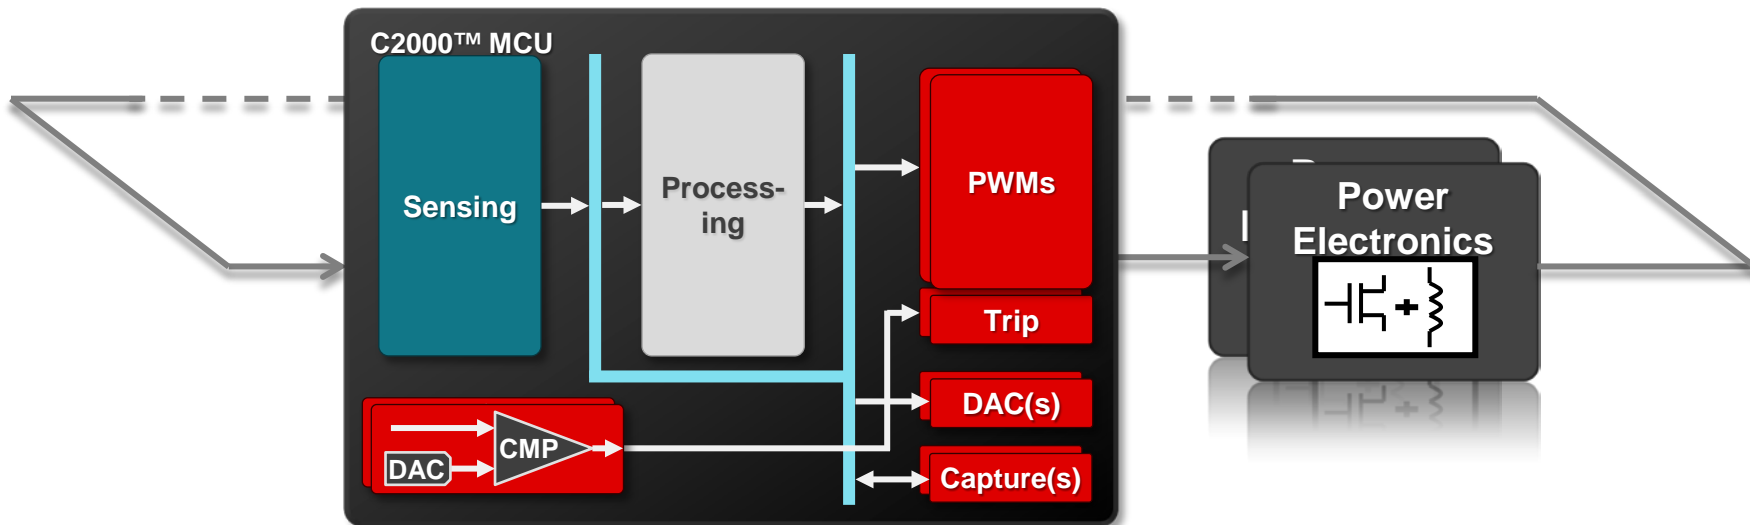 C2000™ MCU
Sensing
Process-
ing
PWMs
Trip
DAC(s)
Capture(s)
DAC
CMP
Power
Electronics